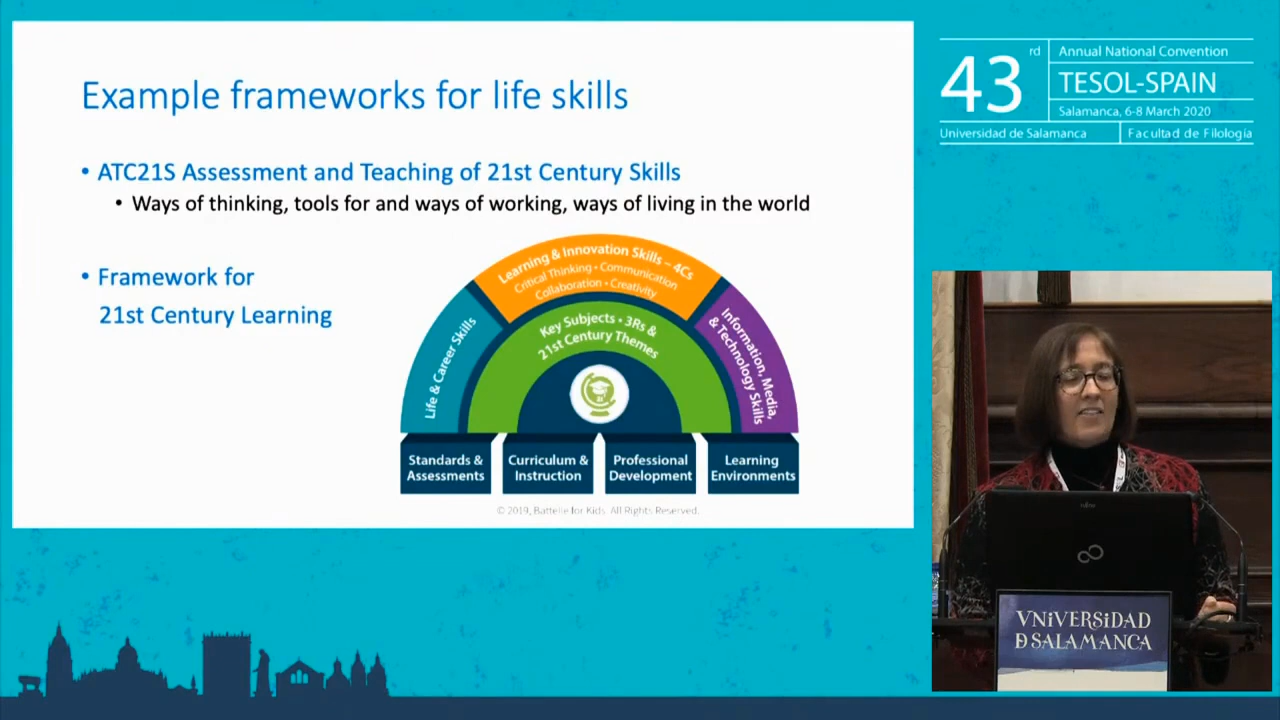 Example frameworks for life skills
• ATC21S Assessment and Teaching of 21st Century Skills
• Ways of thinking, tools for and ways of working, ways of living in the world
• Framework for
21st Century Learning
Learning & Innovation Skills – 4Cs
Critical Thinking • Communication
Collaboration • Creativity
Key Subjects • 3Rs &
21st Century Themes
Life & Career Skills
Information, Media,
& Technology Skills
Standards &
Assessments
Curriculum &
Instruction
Professional
Development
Learning
Environments
© 2019, Battelle for Kids. All Rights Reserved.
43rd
Annual National Convention
TESOL-SPAIN
Salamanca, 6-8 March 2020
Universidad de Salamanca
Facultad de Filología
VNiVERSiDAD
D SALAMANCA